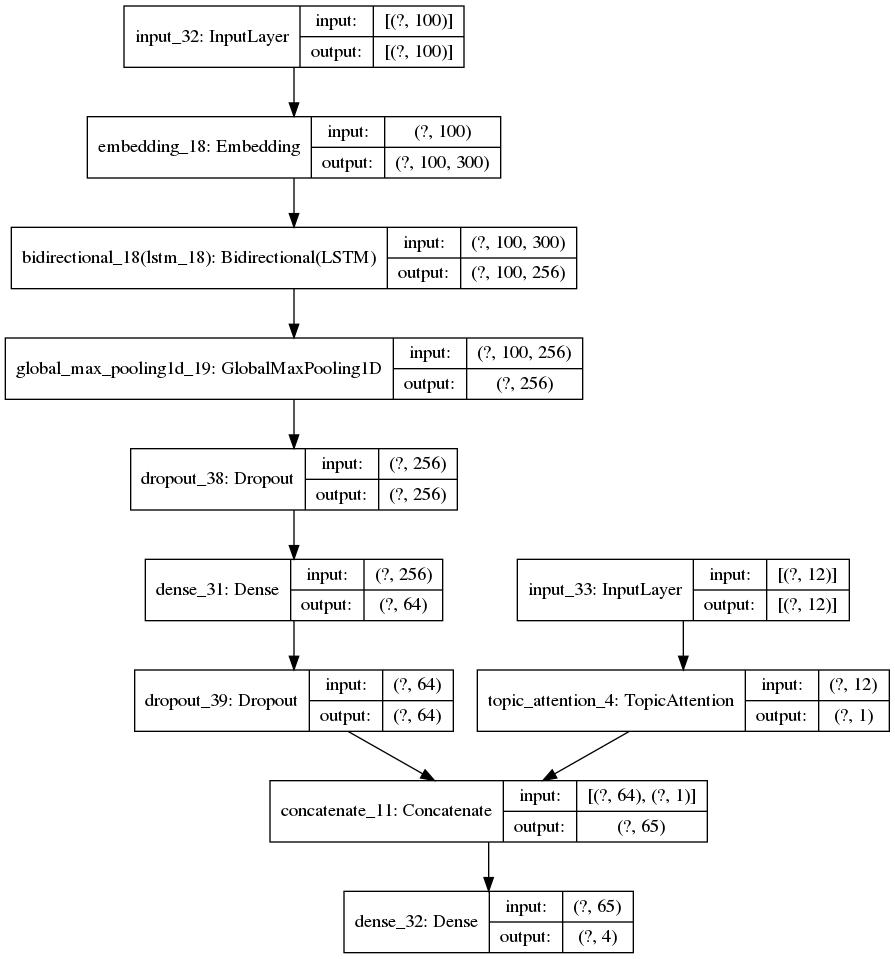 input_32: InputLayer input: [(?, 100)]
output: [(?, 100)]
embedding_18: Embedding input: (?, 100)
output: (?, 100, 300)
bidirectional_18(lstm_18): Bidirectional(LSTM) input: (?, 100, 300)
output: (?, 100, 256)
global_max_pooling1d_19: GlobalMaxPooling1D input: (?, 100, 256)
output: (?, 256)
dropout_38: Dropout input: (?, 256)
output: (?, 256)
dense_31: Dense input: (?, 256)
output: (?, 64)
input_33: InputLayer input: [(?, 12)]
output: [(?, 12)]
dropout_39: Dropout input: (?, 64)
output: (?, 64)
topic_attention_4: TopicAttention input: (?, 12)
output: (?, 1)
concatenate_11: Concatenate input: [(?, 64), (?, 1)]
output: (?, 65)
dense_32: Dense input: (?, 65)
output: (?, 4)